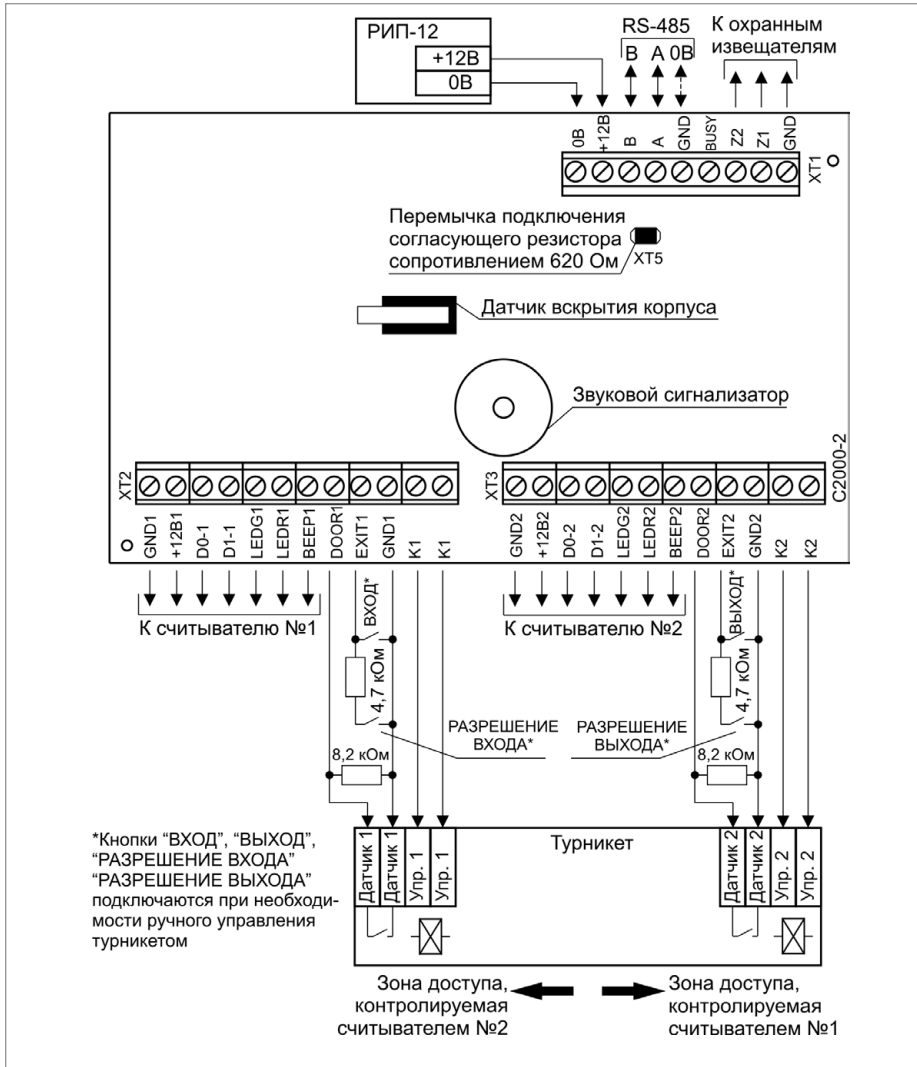 РИП-12
+12В
0В
RS-485
В А 0В
К охранным
извещателям
0В
+12В
B
A
GND
BUSY
Z2
Z1
GND
XT1
Перемычка подключения
согласующего резистора
сопротивлением 620 Ом
XT5
Датчик вскрытия корпуса
Звуковой сигнализатор
С2000-2
XT2
GND1
+12В1
D0-1
D1-1
LEDG1
LEDR1
BEEP1
DOOR1
EXIT1
GND1
K1
K1
XT3
GND2
+12В2
D0-2
D1-2
LEDG2
LEDR2
BEEP2
DOOR2
EXIT2
GND2
K2
K2
К считывателю №1
ВХОД*
К считывателю №2
ВЫХОД*
4,7 кОм
4,7 кОм
РАЗРЕШЕНИЕ
ВХОДА*
РАЗРЕШЕНИЕ
ВЫХОДА*
8,2 кОм
8,2 кОм
*Кнопки “ВХОД”, “ВЫХОД”,
“РАЗРЕШЕНИЕ ВХОДА”
“РАЗРЕШЕНИЕ ВЫХОДА”
подключаются при необходи-
мости ручного управления
турникетом
Датчик 1
Датчик 1
Упр. 1
Упр. 1
Турникет
Датчик 2
Датчик 2
Упр. 2
Упр. 2
Зона доступа,
контролируемая
считывателем №2
Зона доступа,
контролируемая
считывателем №1